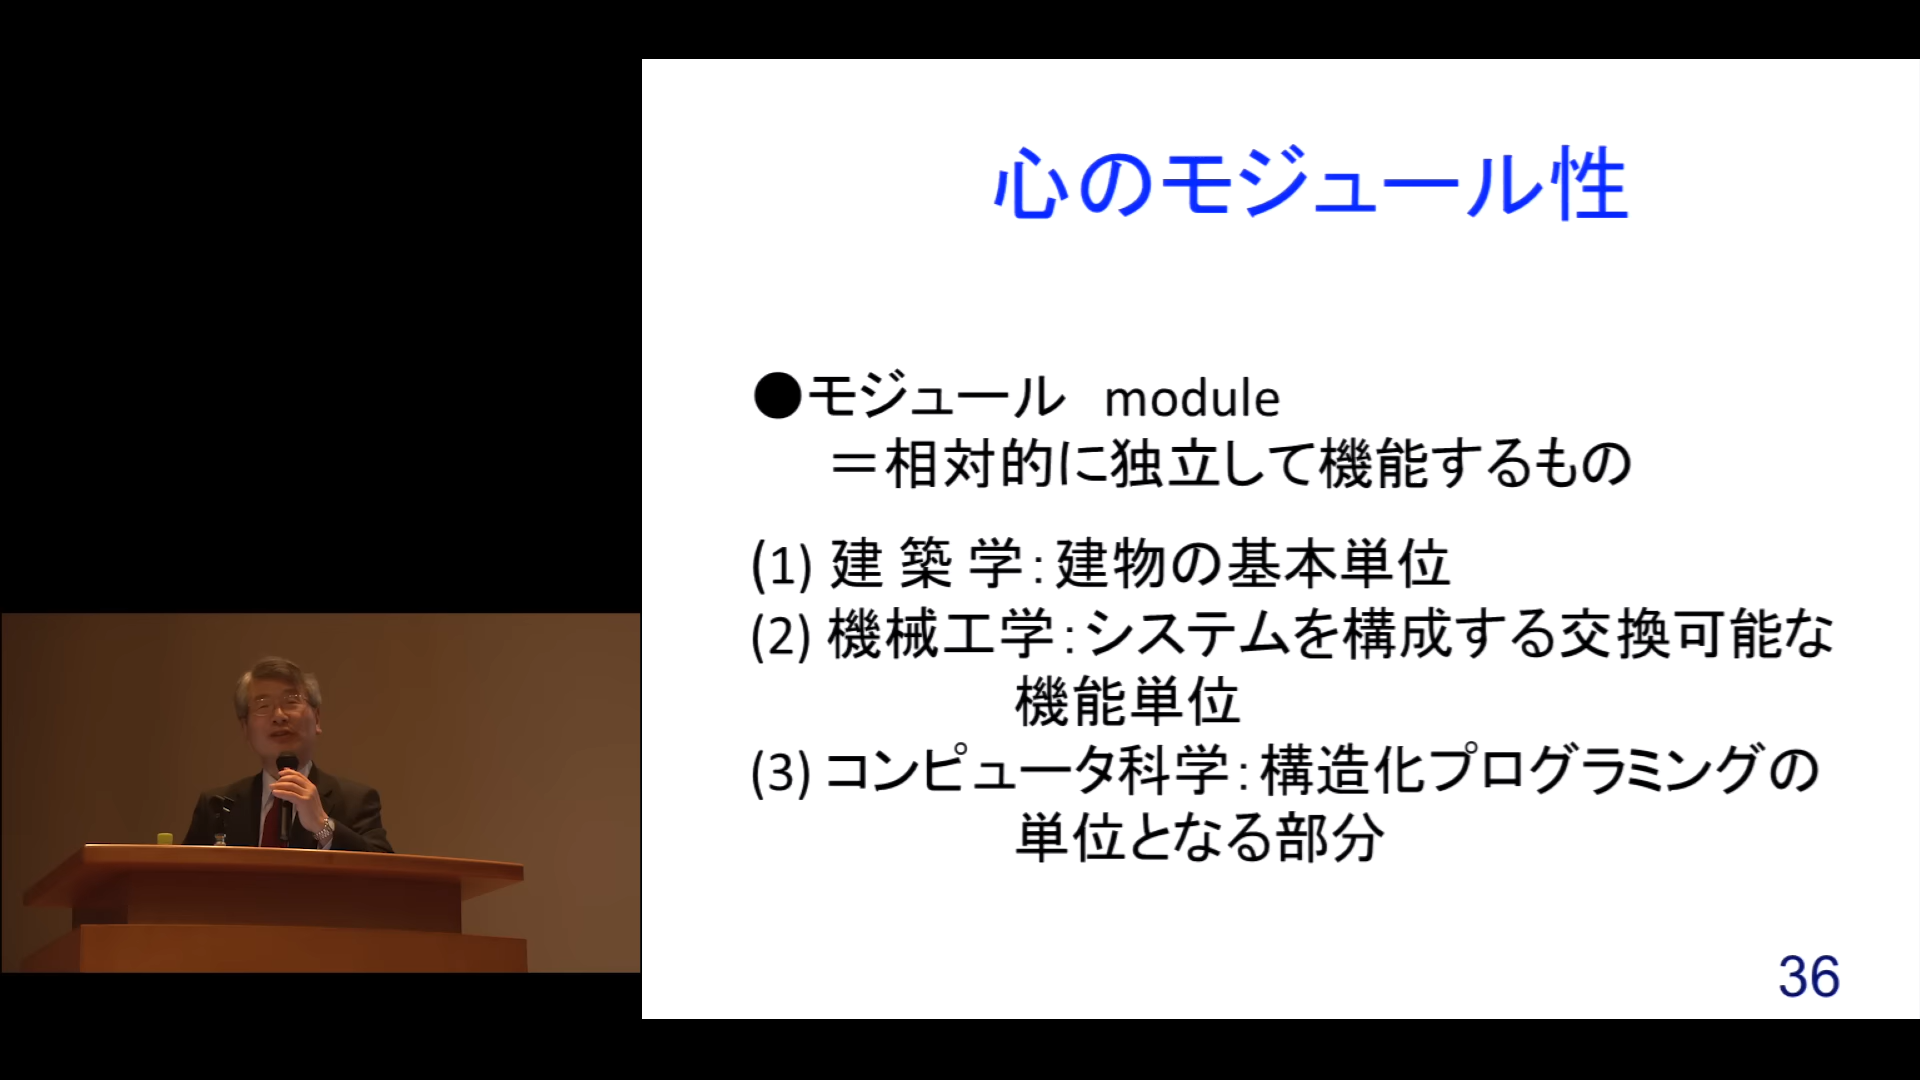 心のモジュール性
●モジュール module
＝相対的に独立して機能するもの
(1) 建 築 学：建物の基本単位
(2) 機械工学：システムを構成する交換可能な
機能単位
(3) コンピュータ科学：構造化プログラミングの
単位となる部分
36